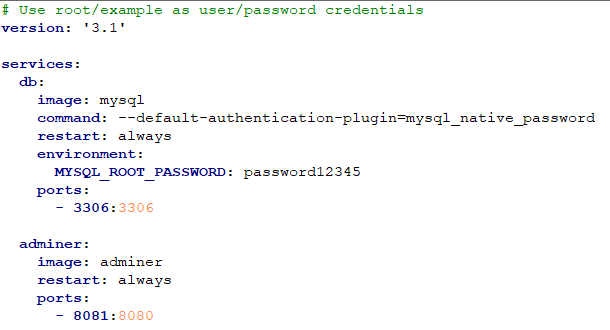 # Use root/example as user/password credentials
version: '3.1'

services:
  db:
    image: mysql
    command: --default-authentication-plugin=mysql_native_password
    restart: always
    environment:
      MYSQL_ROOT_PASSWORD: password12345
    ports:
      - 3306:3306

  adminer:
    image: adminer
    restart: always
    ports:
      - 8081:8080